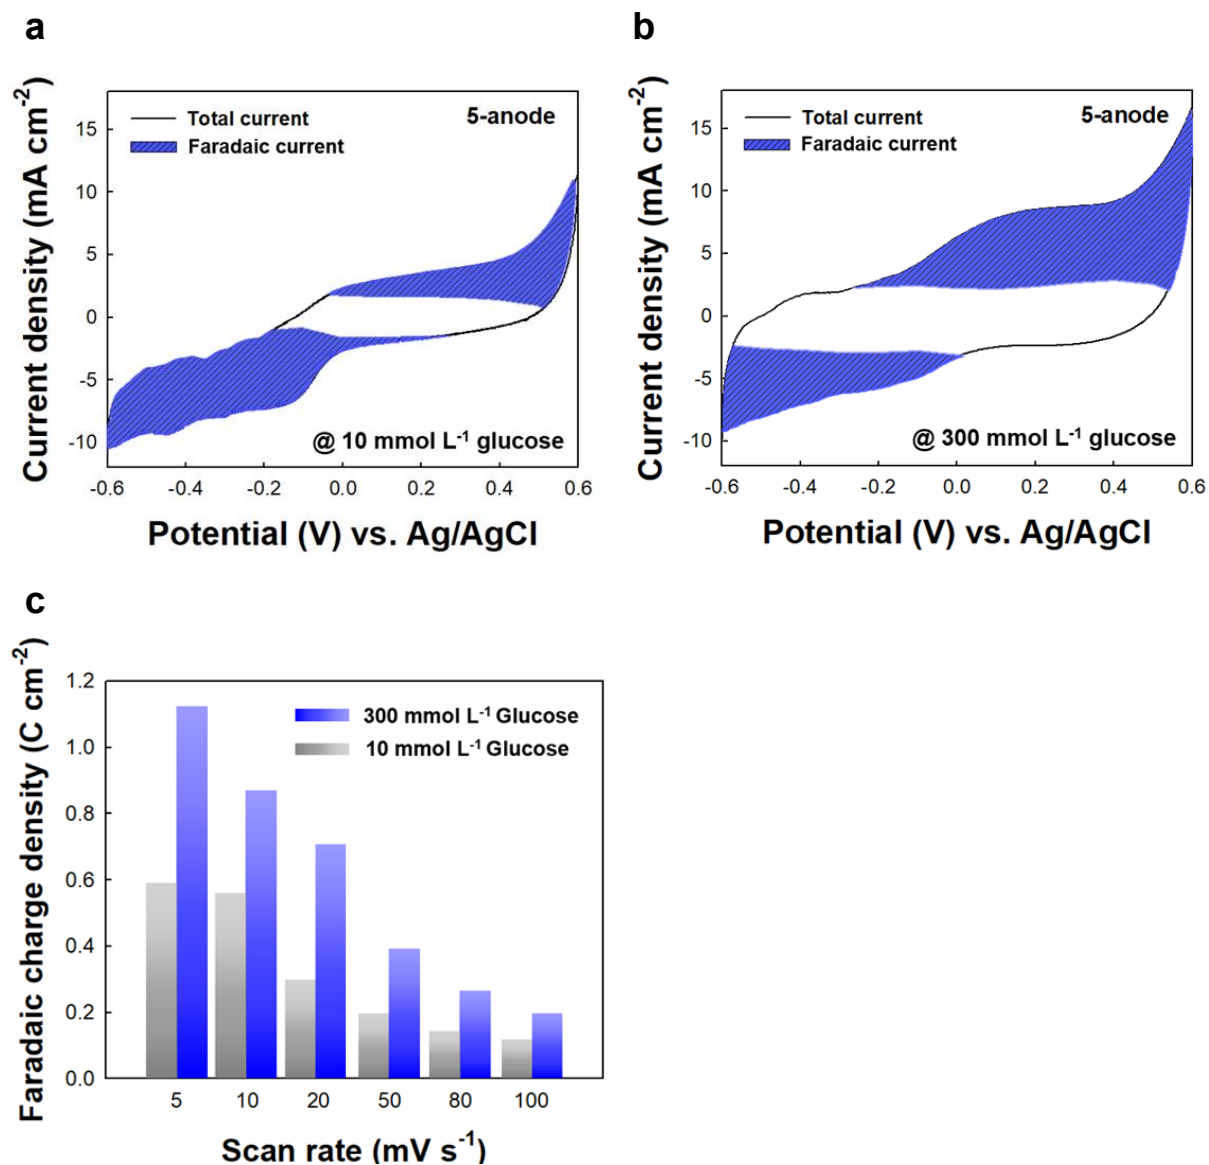 a
Current density (mA cm-2)
15
10
5
0
-5
-10
Total current
Faradaic current
5-anode
@ 10 mmol L-1 glucose
-0.6 -0.4 -0.2 0.0 0.2 0.4 0.6
Potential (V) vs. Ag/AgCl
b
Current density (mA cm-2)
15
10
5
0
-5
-10
Total current
Faradaic current
5-anode
@ 300 mmol L-1 glucose
-0.6 -0.4 -0.2 0.0 0.2 0.4 0.6
Potential (V) vs. Ag/AgCl
c
Faradaic charge density (C cm-2)
1.2
1.0
0.8
0.6
0.4
0.2
0.0
300 mmol L-1 Glucose
10 mmol L-1 Glucose
5 10 20 50 80 100
Scan rate (mV s-1)